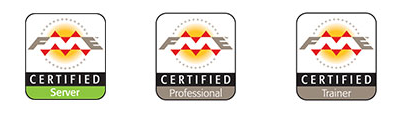 FME
CERTIFIED
Server
FME
CERTIFIED
Professional
FME
CERTIFIED
Trainer